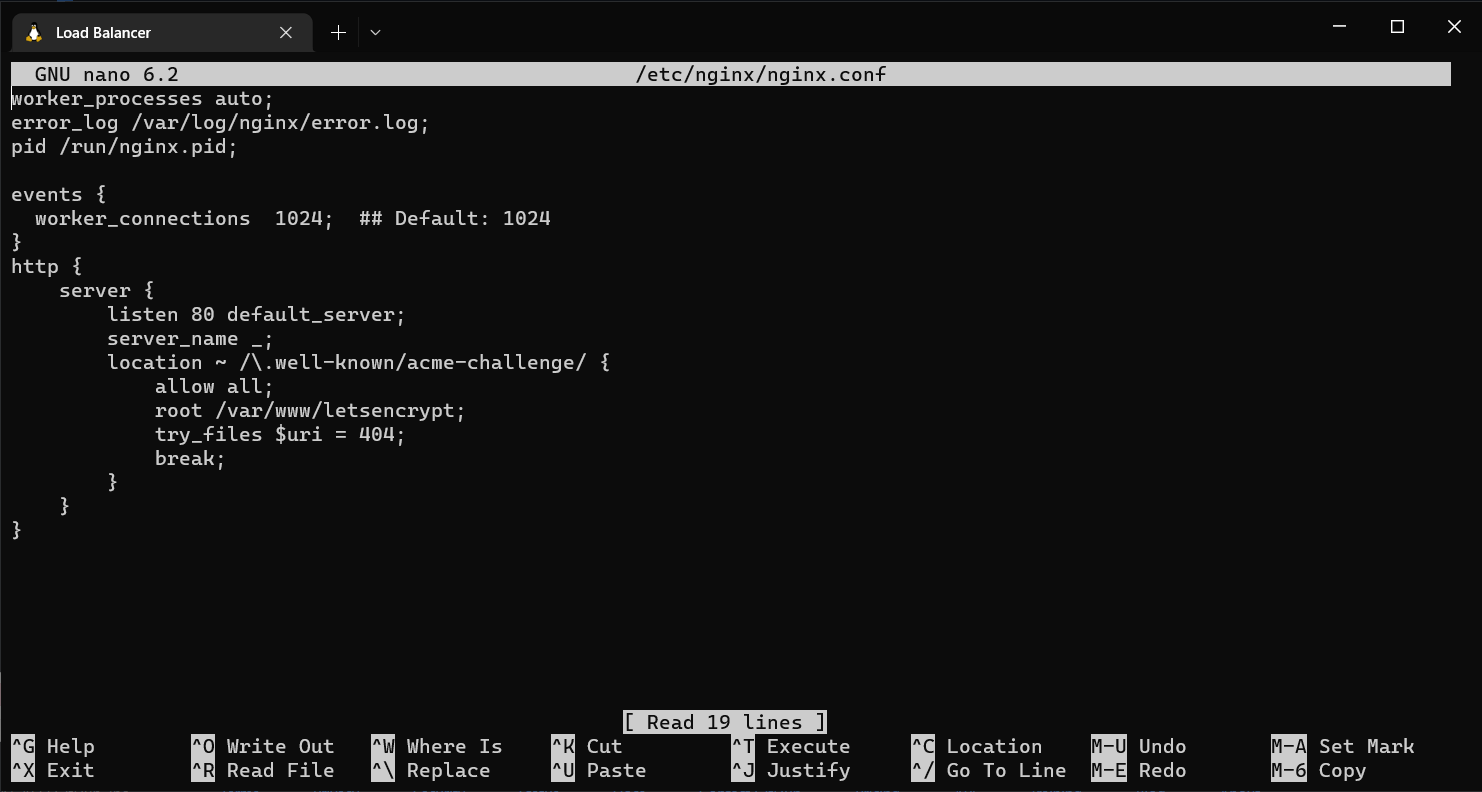 Load Balancer
GNU nano 6.2 /etc/nginx/nginx.conf
worker_processes auto;
error_log /var/log/nginx/error.log;
pid /run/nginx.pid;
events {
  worker_connections  1024;  ## Default: 1024
}
http {
    server {
        listen 80 default_server;
        server_name _;
        location ~ /\.well-known/acme-challenge/ {
            allow all;
            root /var/www/letsencrypt;
            try_files $uri = 404;
            break;
        }
    }
}
[ Read 19 lines ]
^G Help ^O Write Out ^W Where Is ^K Cut ^T Execute ^C Location M-U Undo M-A Set Mark
^X Exit ^R Read File ^\ Replace ^U Paste ^J Justify ^/ Go To Line M-E Redo M-6 Copy